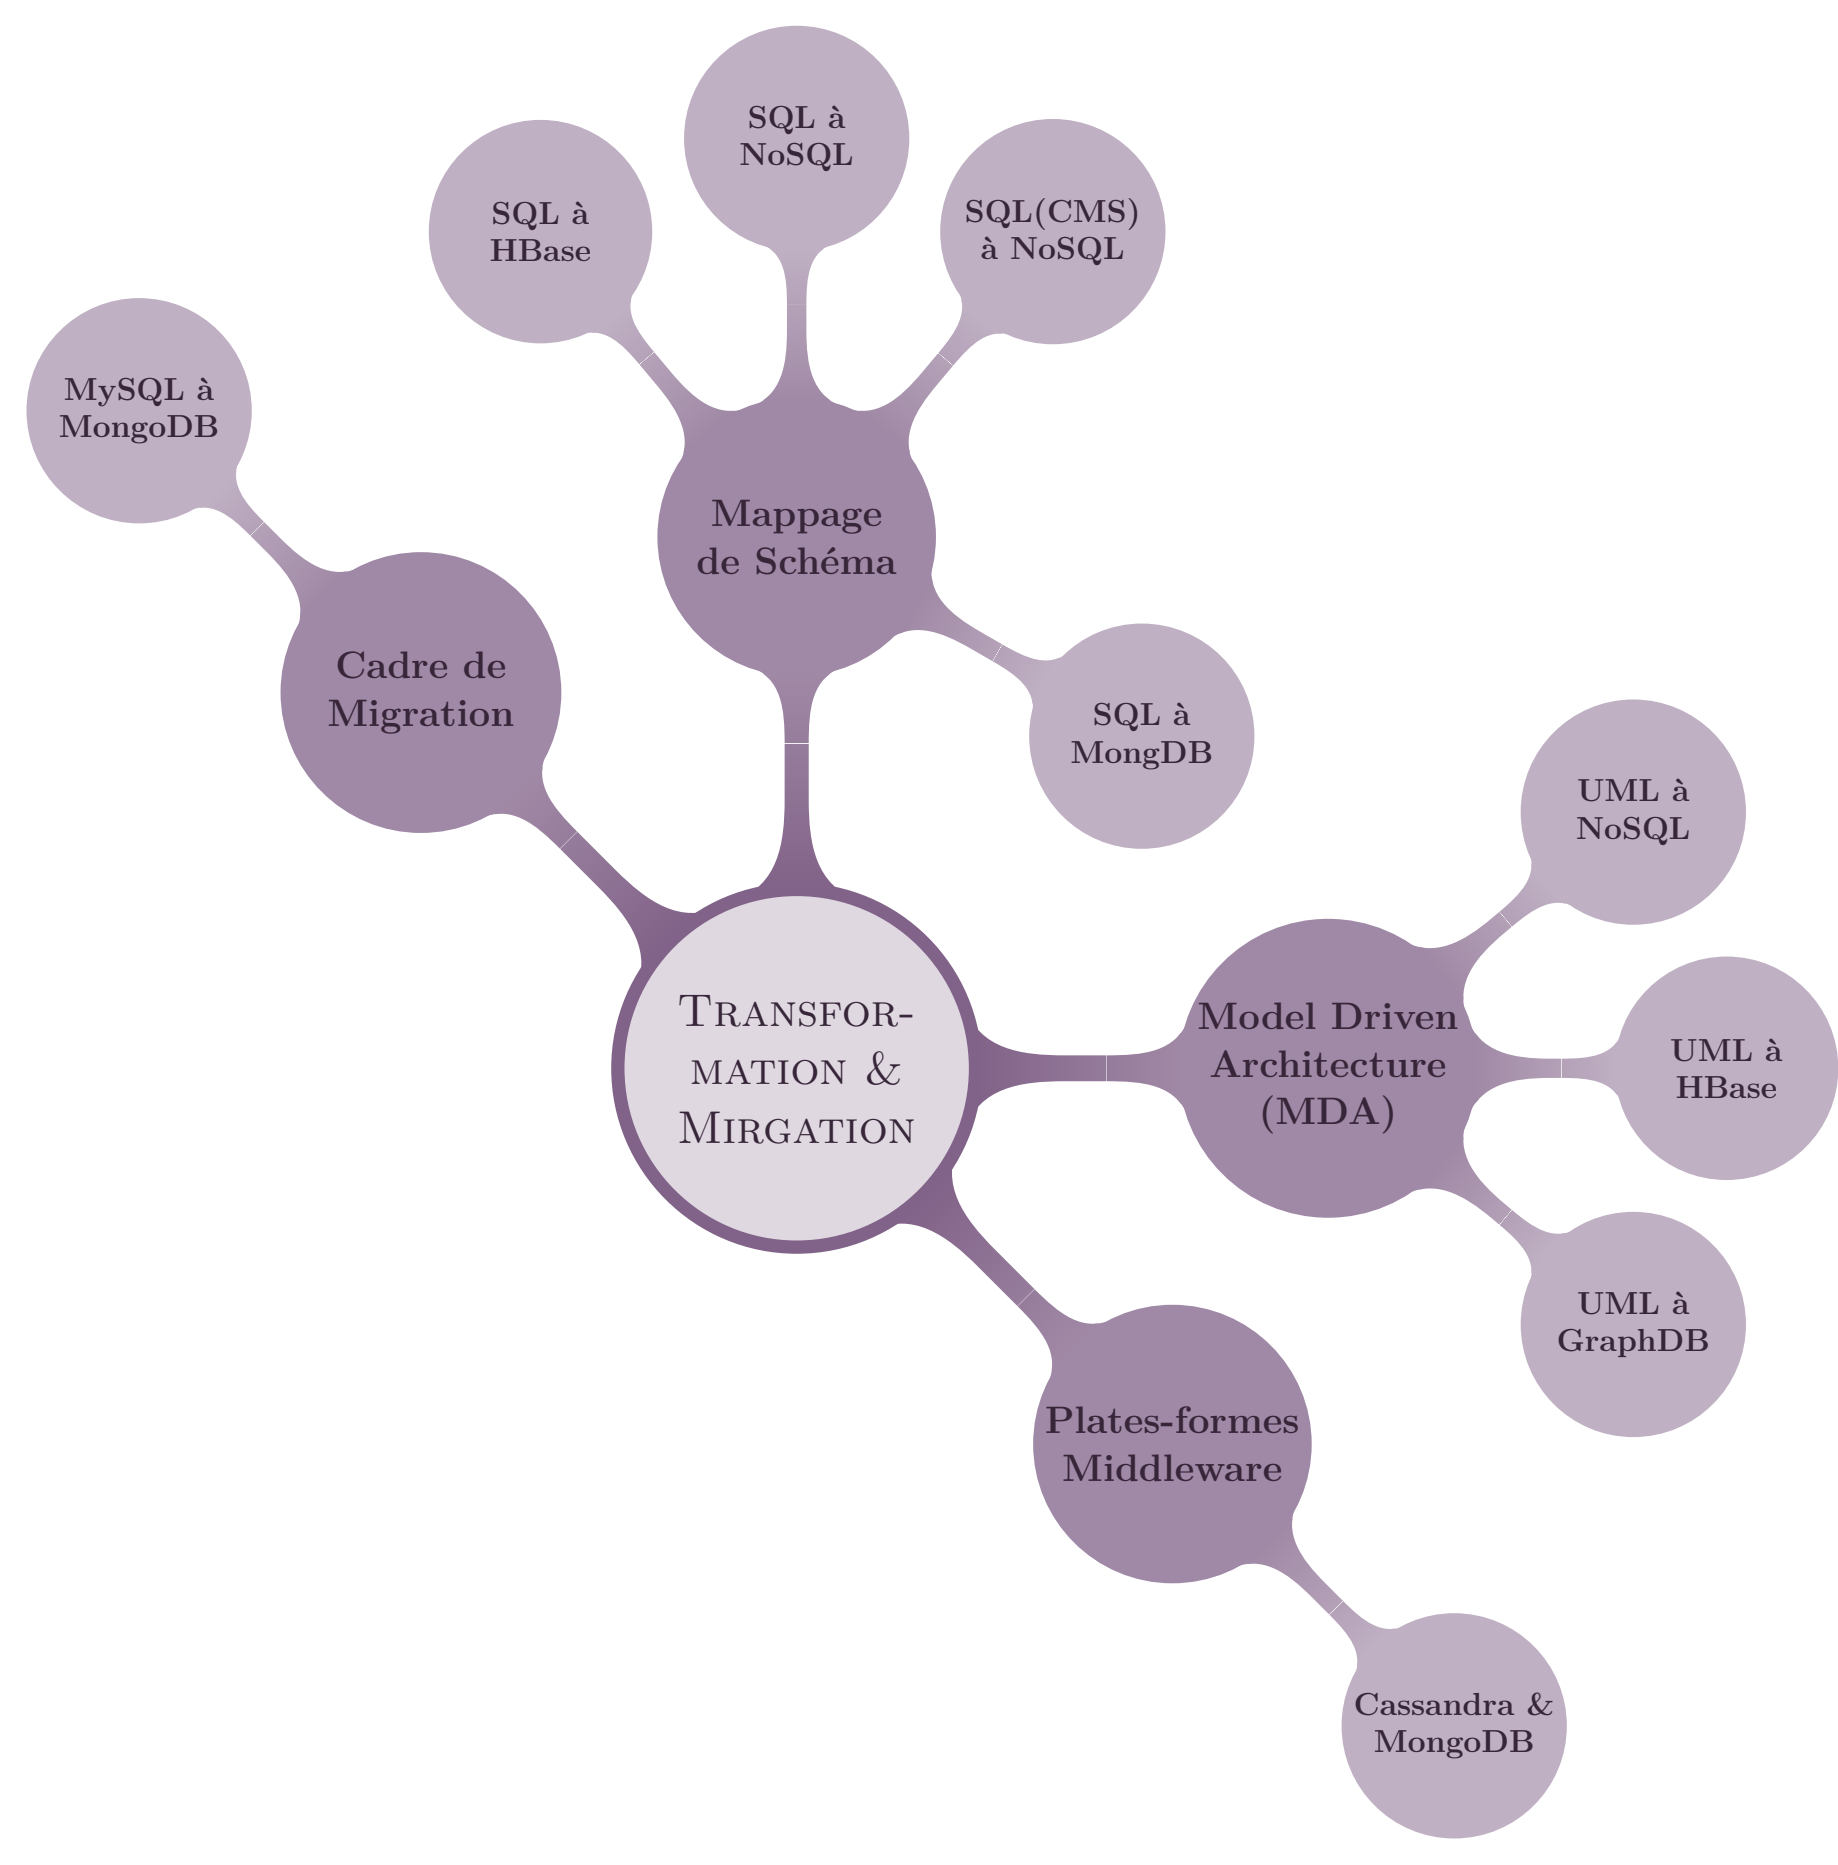 SQL à
NoSQL
SQL à
HBase
SQL(CMS)
à NoSQL
MySQL à
MongoDB
Mappage
de Schéma
Cadre de
Migration
SQL à
MongDB
UML à
NoSQL
Transfor-
mation &
Mirgation
Model Driven
Architecture
(MDA)
UML à
HBase
UML à
GraphDB
Plates-formes
Middleware
Cassandra &
MongoDB